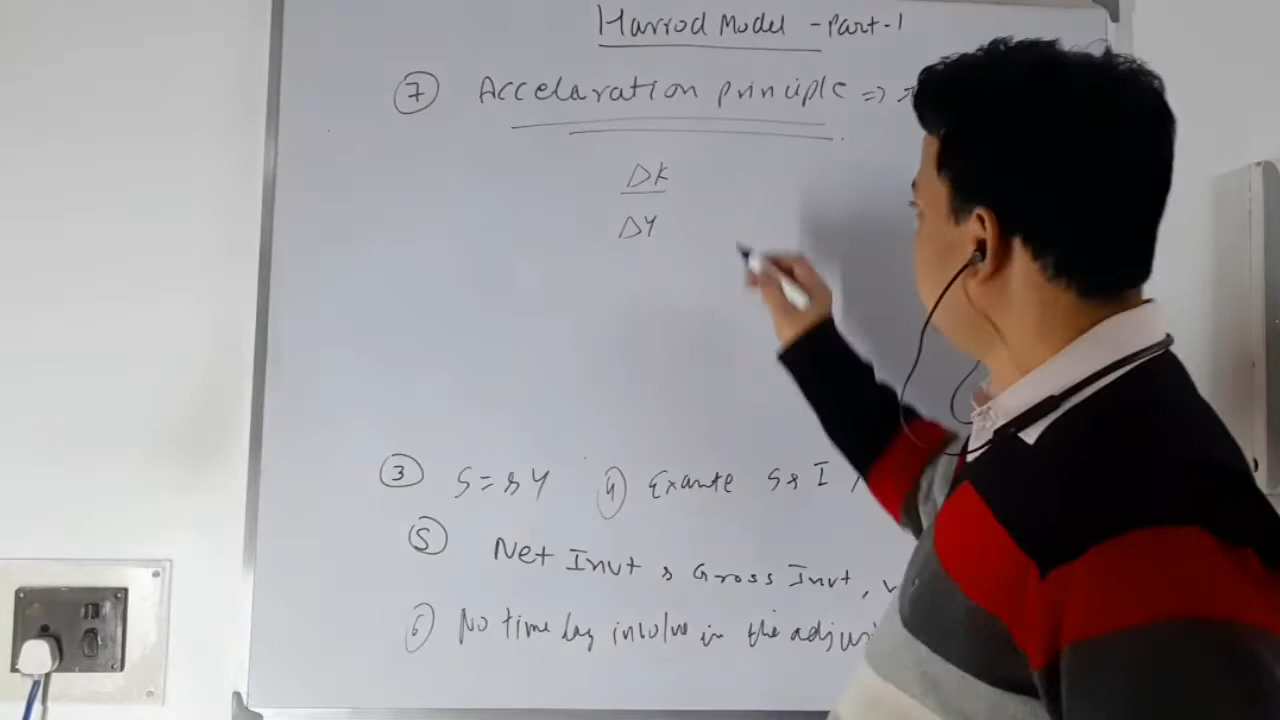 Harrod Model - Part-1
⑦ Accelaration principle =>
ΔK
ΔY
③ S = sY ④ Exante S & I
⑤ Net Invt & Gross Invt,
⑥ No time lag involve in the